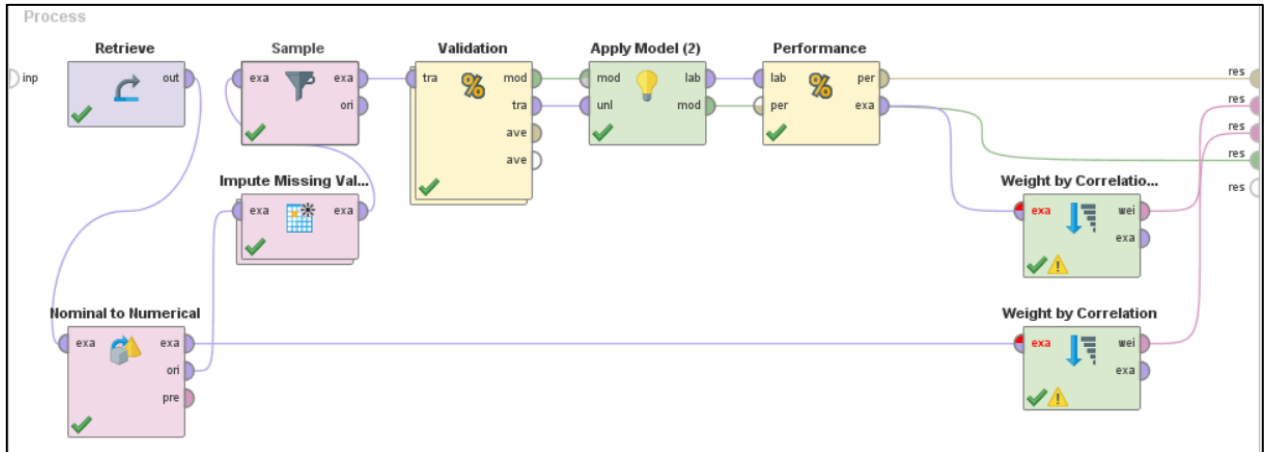 Process
Retrieve
Sample
Validation
Apply Model (2)
Performance
inp
out
exa
exa
ori
tra
mod
tra
ave
ave
mod
lab
unl
mod
lab
per
per
exa
res
res
res
res
res
Impute Missing Val...
exa
exa
Weight by Correlatio...
exa
wei
exa
Nominal to Numerical
exa
exa
ori
pre
Weight by Correlation
exa
wei
exa